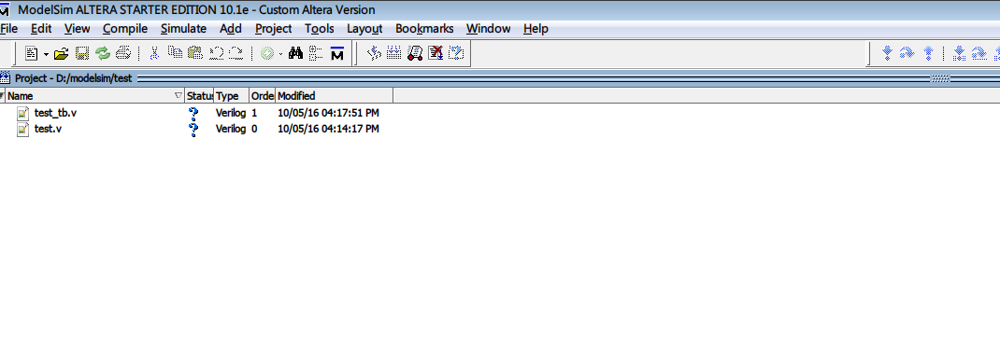 ModelSim ALTERA STARTER EDITION 10.1e - Custom Altera Version
File Edit View Compile Simulate Add Project Tools Layout Bookmarks Window Help
Project - D:/modelsim/test
Name Status Type Orde Modified
test_tb.v ? Verilog 1 10/05/16 04:17:51 PM
test.v ? Verilog 0 10/05/16 04:14:17 PM